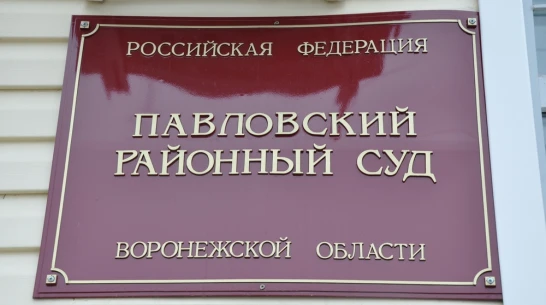 РОССИЙСКАЯ ФЕДЕРАЦИЯ
ПАВЛОВСКИЙ
РАЙОННЫЙ СУД
ВОРОНЕЖСКОЙ ОБЛАСТИ